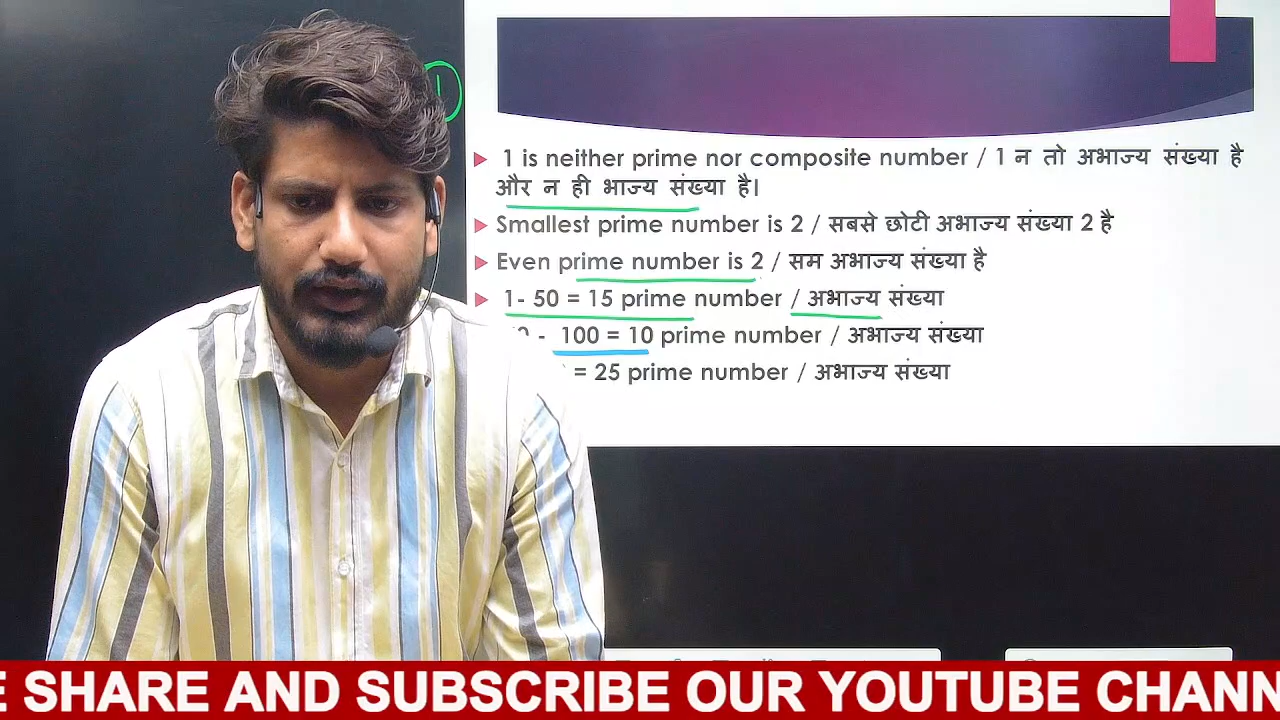 1 is neither prime nor composite number / 1 न तो अभाज्य संख्या है
और न ही भाज्य संख्या है।
Smallest prime number is 2 / सबसे छोटी अभाज्य संख्या 2 है
Even prime number is 2 / सम अभाज्य संख्या है
1- 50 = 15 prime number / अभाज्य संख्या
- 100 = 10 prime number / अभाज्य संख्या
= 25 prime number / अभाज्य संख्या
SHARE AND SUBSCRIBE OUR YOUTUBE